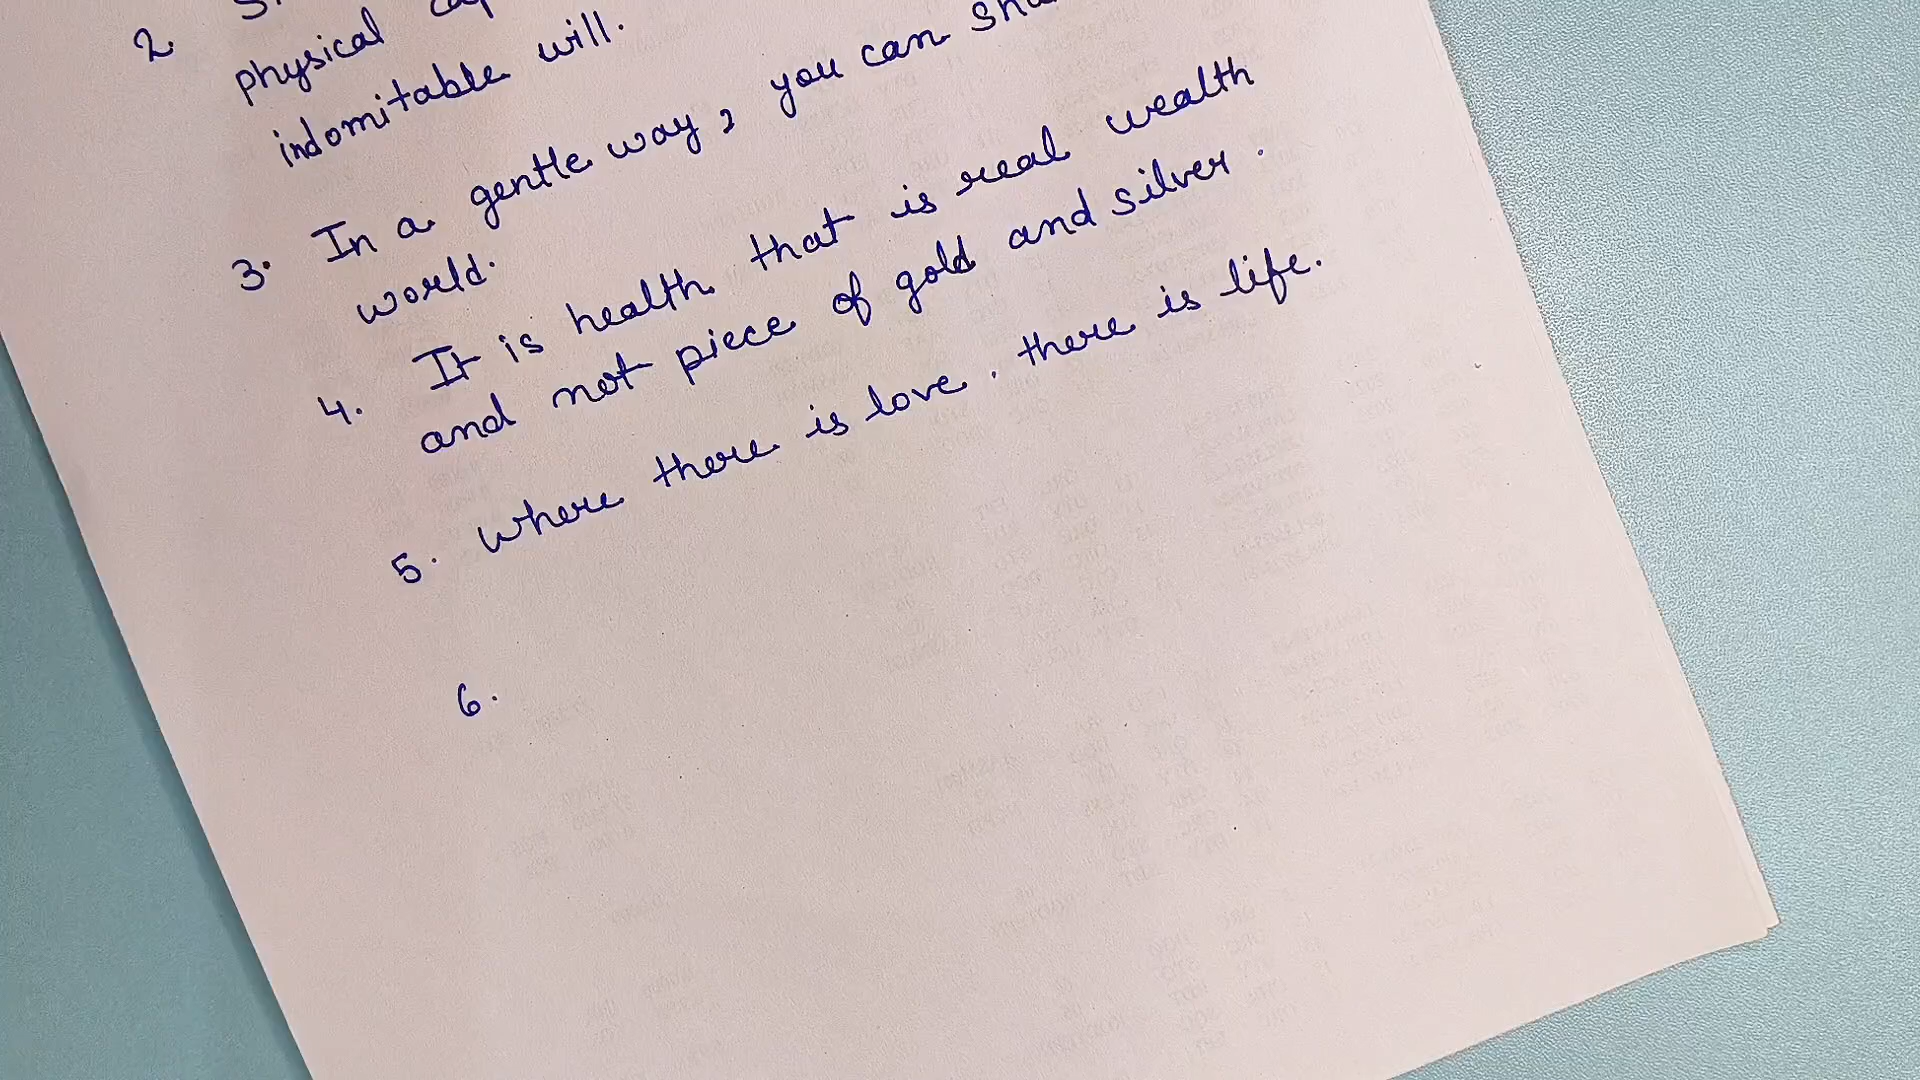 2.
physical
indomitable will.
3. In a gentle way, you can
world.
4. It is health that is real wealth
and not piece of gold and silver.
5. Where there is love. there is life.
6.